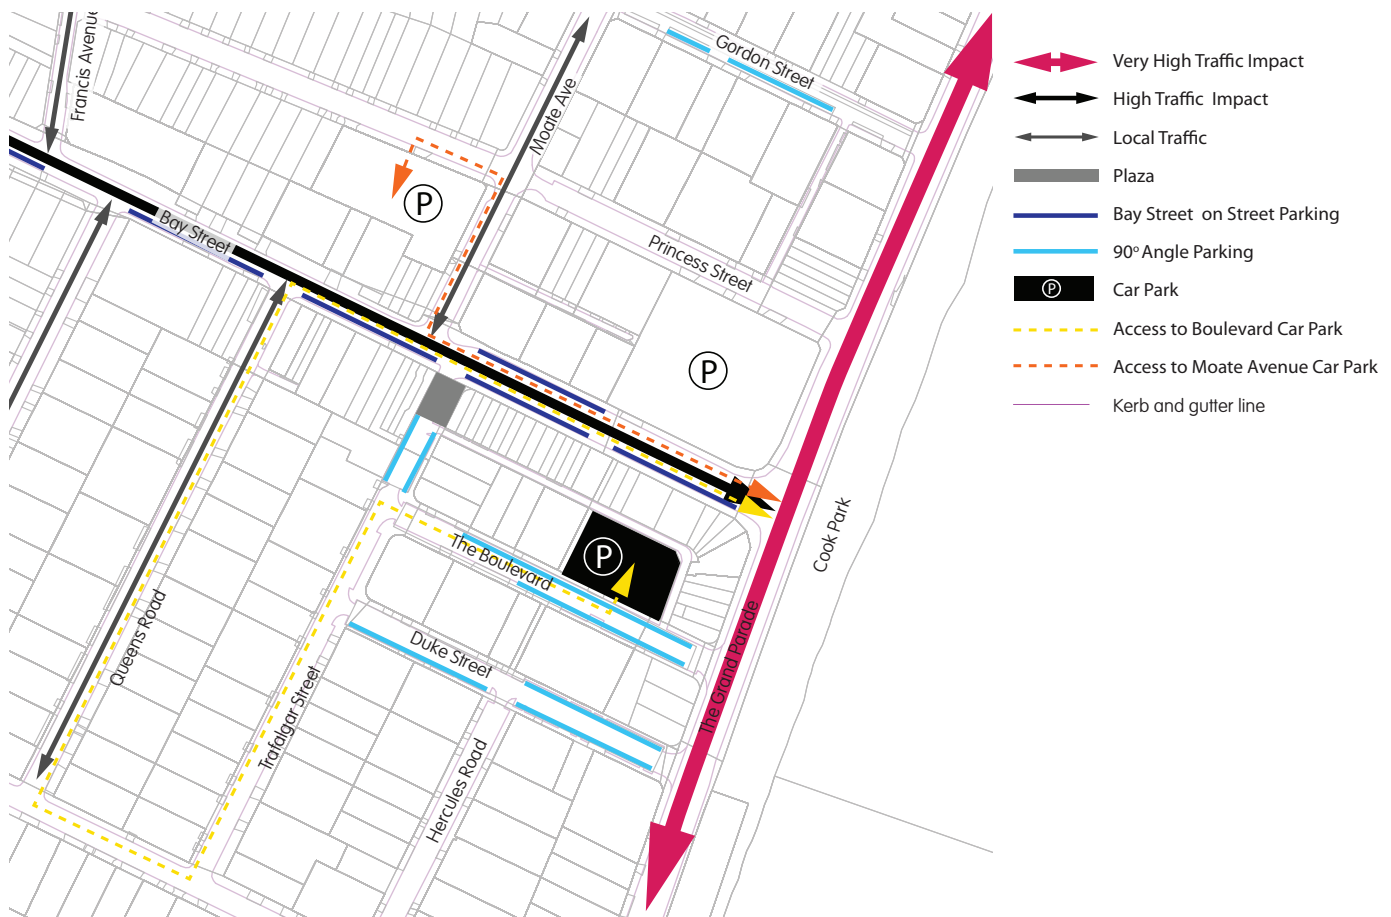 Francis Avenue
Moate Ave
Gordon Street
Bay Street
P
Princess Street
P
Cook Park
The Boulevard
P
Duke Street
Queens Road
Trafalgar Street
Hercules Road
The Grand Parade
Very High Traffic Impact
High Traffic Impact
Local Traffic
Plaza
Bay Street on Street Parking
90º Angle Parking
P
Car Park
Access to Boulevard Car Park
Access to Moate Avenue Car Park
Kerb and gutter line